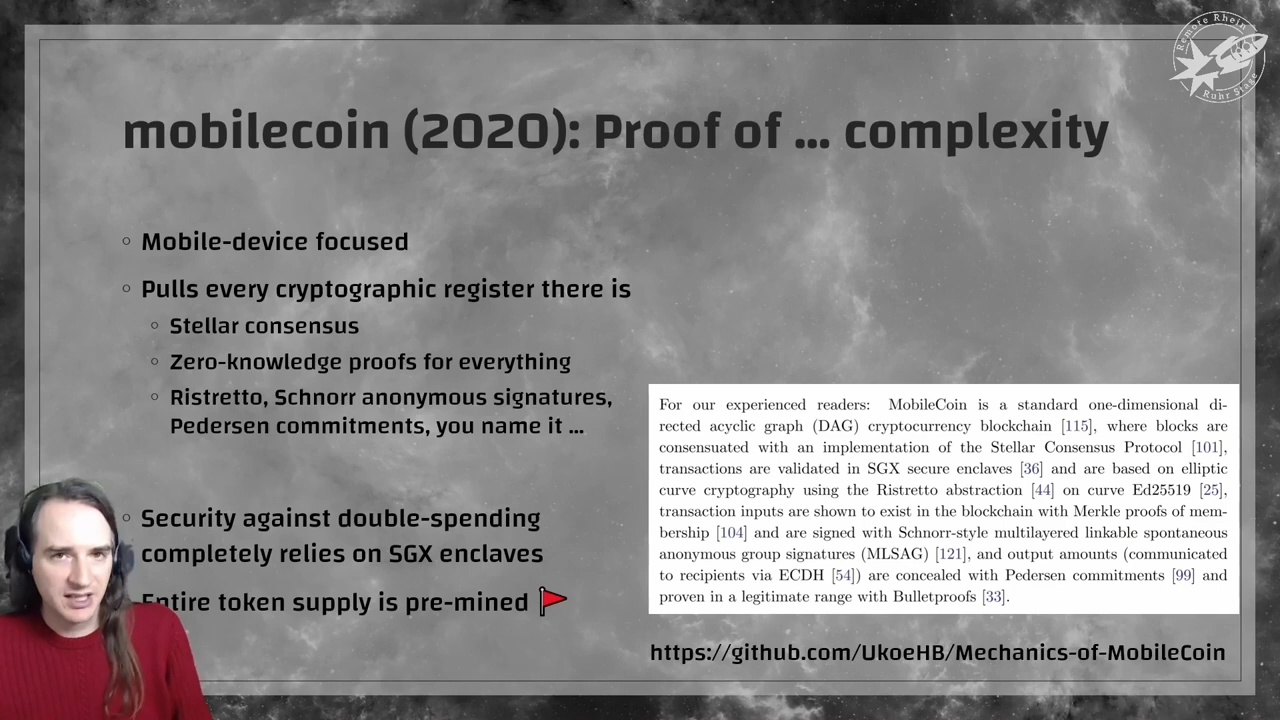 Remote Rhein
Ruhr Stage
mobilecoin (2020): Proof of ... complexity
Mobile-device focused
Pulls every cryptographic register there is
Stellar consensus
Zero-knowledge proofs for everything
Ristretto, Schnorr anonymous signatures,
Pedersen commitments, you name it ...
Security against double-spending
completely relies on SGX enclaves
Entire token supply is pre-mined
For our experienced readers: MobileCoin is a standard one-dimensional di-
rected acyclic graph (DAG) cryptocurrency blockchain [115], where blocks are
consensuated with an implementation of the Stellar Consensus Protocol [101],
transactions are validated in SGX secure enclaves [36] and are based on elliptic
curve cryptography using the Ristretto abstraction [44] on curve Ed25519 [25],
transaction inputs are shown to exist in the blockchain with Merkle proofs of mem-
bership [104] and are signed with Schnorr-style multilayered linkable spontaneous
anonymous group signatures (MLSAG) [121], and output amounts (communicated
to recipients via ECDH [54]) are concealed with Pedersen commitments [99] and
proven in a legitimate range with Bulletproofs [33].
https://github.com/UkoeHB/Mechanics-of-MobileCoin